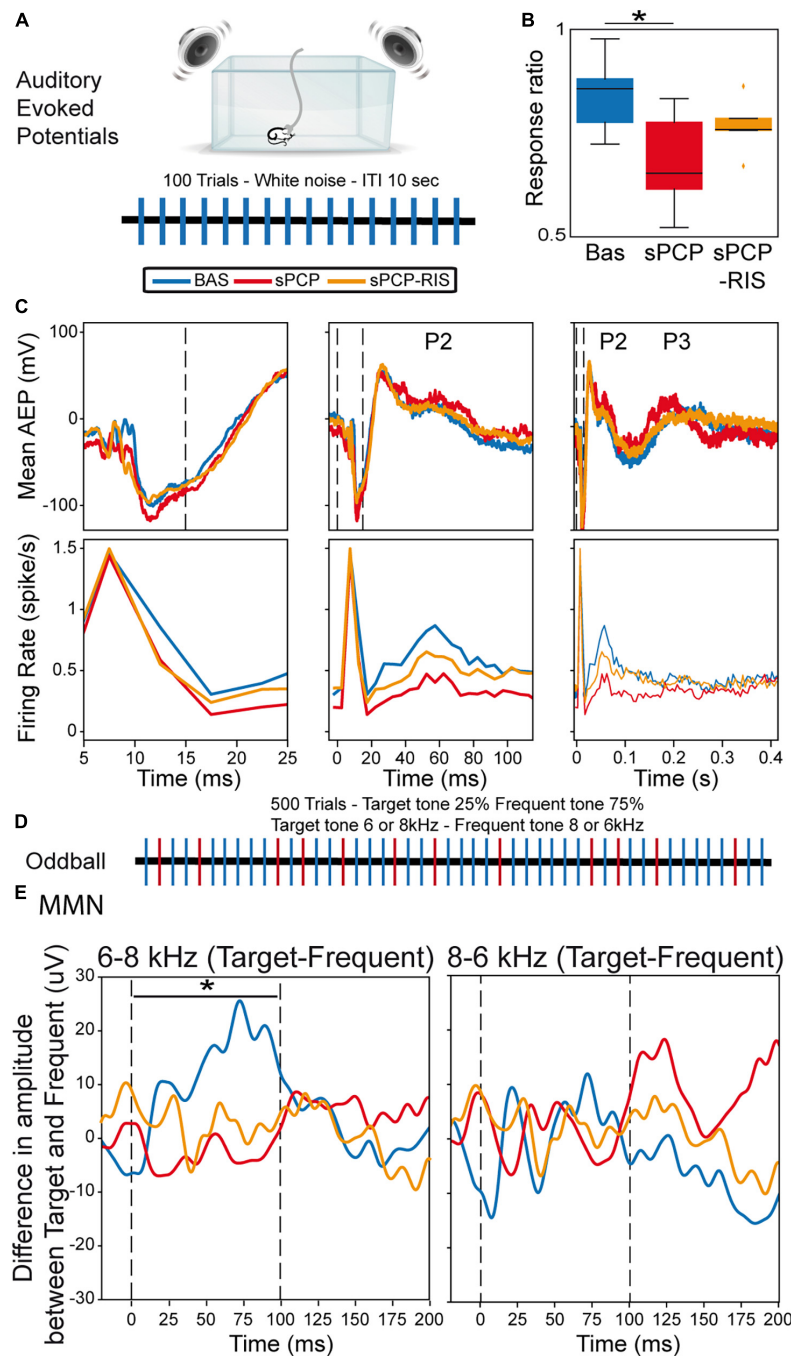 A
Auditory
Evoked
Potentials
100 Trials - White noise - ITI 10 sec
BAS sPCP sPCP-RIS
B
Response ratio
1
0.5
*
Bas sPCP sPCP
-RIS
C
Mean AEP (mV)
100
0
-100
P2
P2 P3
Firing Rate (spike/s)
1.5
1
0.5
0
5 10 15 20 25
Time (ms)
0 20 40 60 80 100
Time (ms)
0 0.1 0.2 0.3 0.4
Time (s)
D
500 Trials - Target tone 25% Frequent tone 75%
Target tone 6 or 8kHz - Frequent tone 8 or 6kHz
Oddball
E
MMN
Difference in amplitude
between Target and Frequent (uV)
6-8 kHz (Target-Frequent)
*
30
20
10
0
-10
-20
-30
0 25 50 75 100 125 150 175 200
Time (ms)
8-6 kHz (Target-Frequent)
0 25 50 75 100 125 150 175 200
Time (ms)